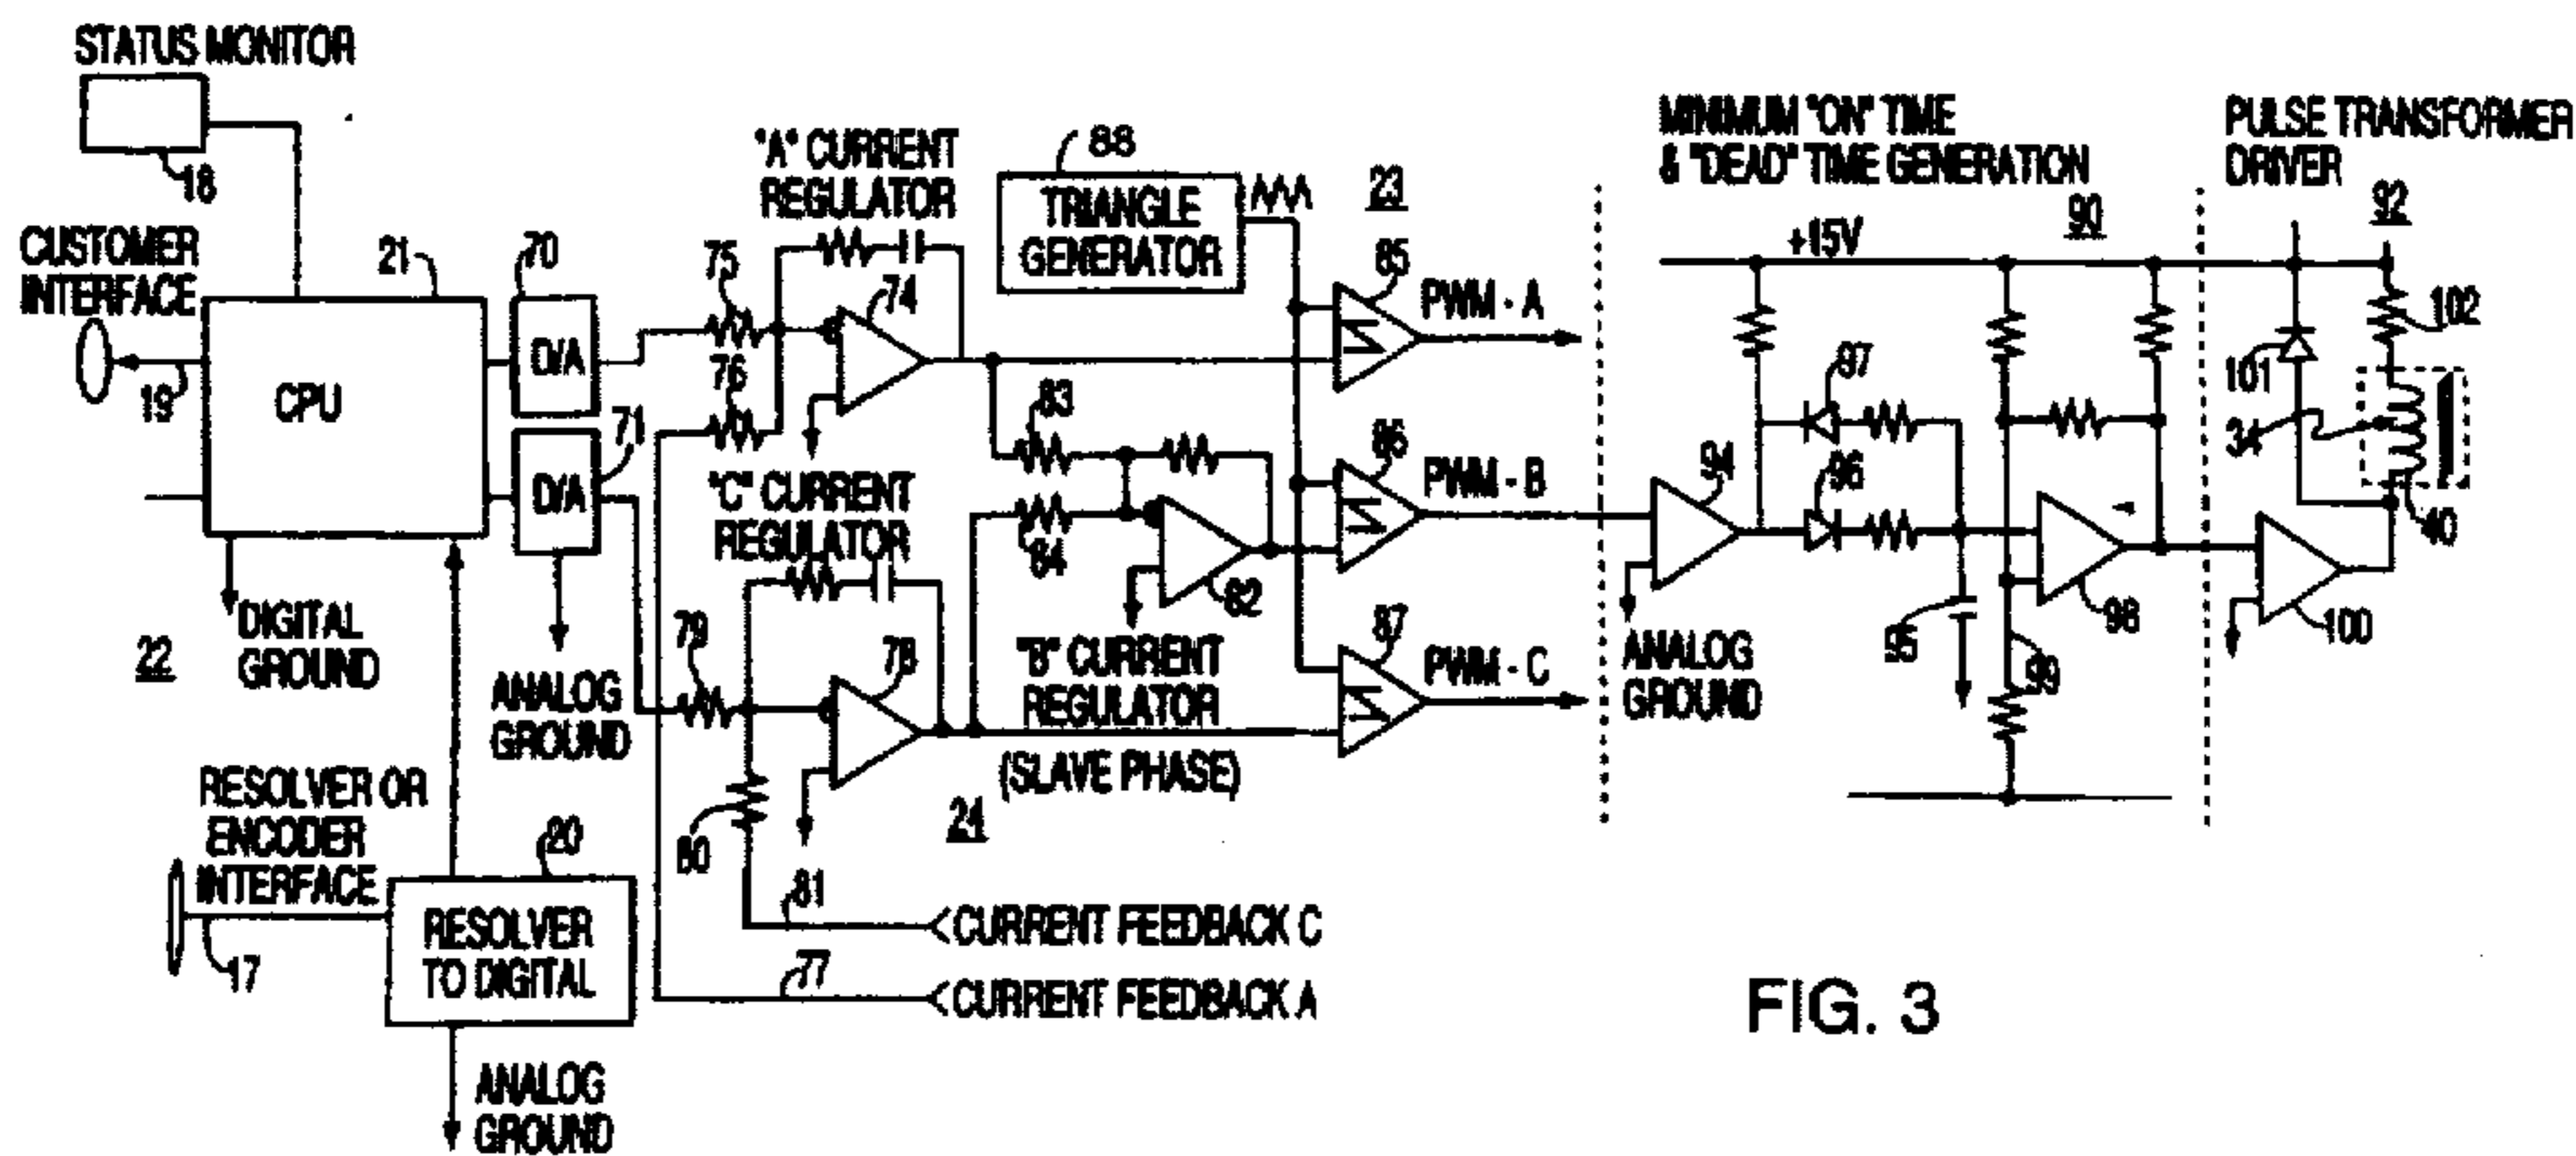 STATUS MONITOR
18
CUSTOMER
INTERFACE
19
21
CPU
70
D/A
71
D/A
22
DIGITAL
GROUND
ANALOG
GROUND
RESOLVER OR
ENCODER
INTERFACE
17
20
RESOLVER
TO DIGITAL
ANALOG
GROUND
"A" CURRENT
REGULATOR
75
76
74
"C" CURRENT
REGULATOR
79
78
80
81
77
CURRENT FEEDBACK C
CURRENT FEEDBACK A
88
TRIANGLE
GENERATOR
23
83
84
82
"B" CURRENT
REGULATOR
(SLAVE PHASE)
24
85
PWM - A
86
PWM - B
87
PWM - C
MINIMUM "ON" TIME
& "DEAD" TIME GENERATION
90
+15V
97
96
94
95
98
99
ANALOG
GROUND
PULSE TRANSFORMER
DRIVER
92
102
101
34
40
100
FIG. 3